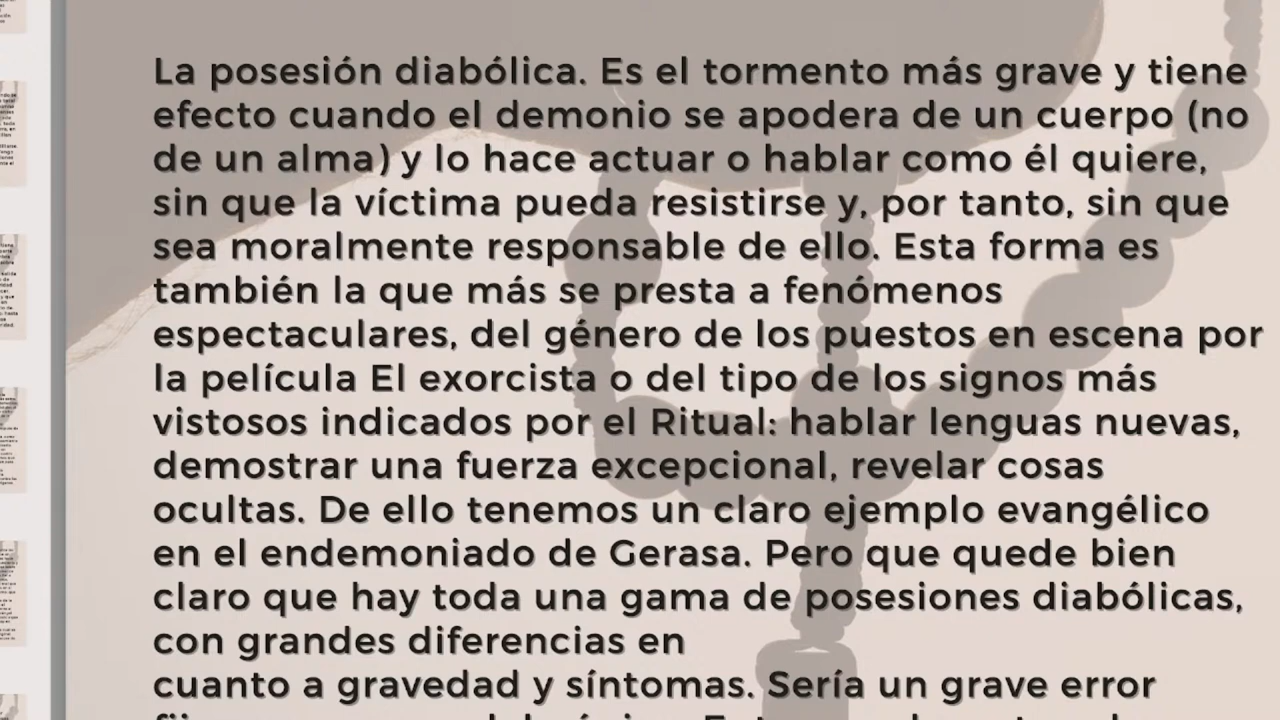 La posesión diabólica. Es el tormento más grave y tiene
efecto cuando el demonio se apodera de un cuerpo (no
de un alma) y lo hace actuar o hablar como él quiere,
sin que la víctima pueda resistirse y, por tanto, sin que
sea moralmente responsable de ello. Esta forma es
también la que más se presta a fenómenos
espectaculares, del género de los puestos en escena por
la película El exorcista o del tipo de los signos más
vistosos indicados por el Ritual: hablar lenguas nuevas,
demostrar una fuerza excepcional, revelar cosas
ocultas. De ello tenemos un claro ejemplo evangélico
en el endemoniado de Gerasa. Pero que quede bien
claro que hay toda una gama de posesiones diabólicas,
con grandes diferencias en
cuanto a gravedad y síntomas. Sería un grave error